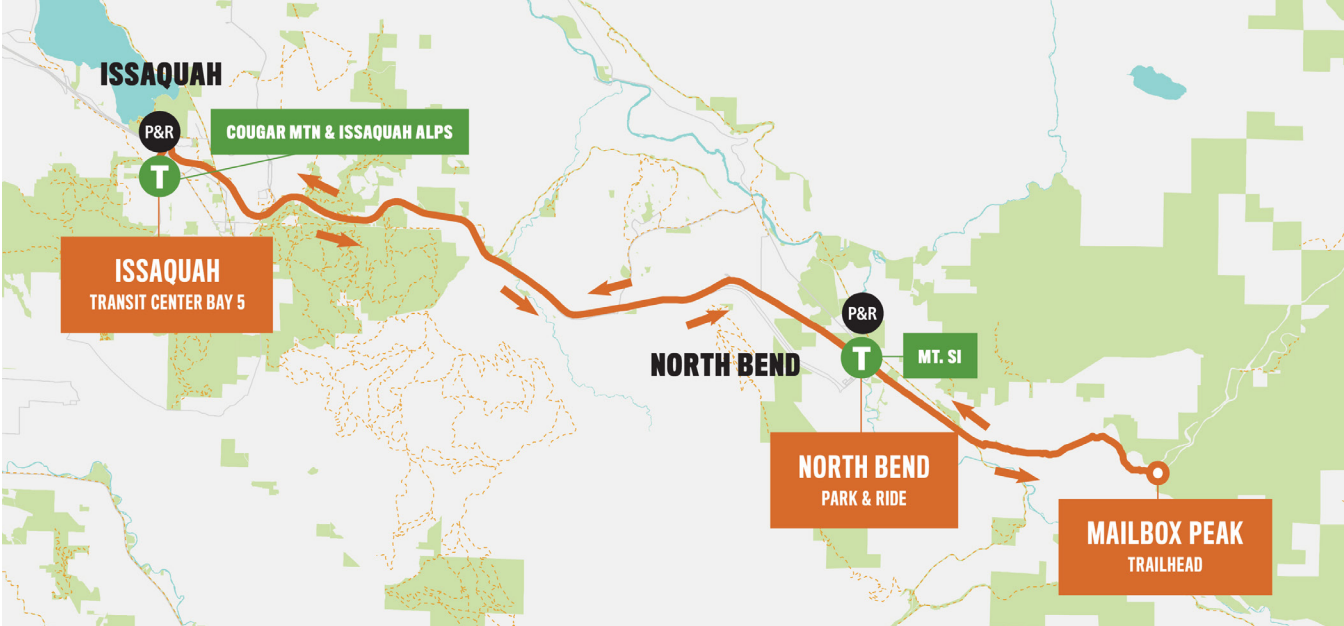 ISSAQUAH
P&R
COUGAR MTN & ISSAQUAH ALPS
T
ISSAQUAH
TRANSIT CENTER BAY 5
P&R
NORTH BEND
T
MT. SI
NORTH BEND
PARK & RIDE
MAILBOX PEAK
TRAILHEAD